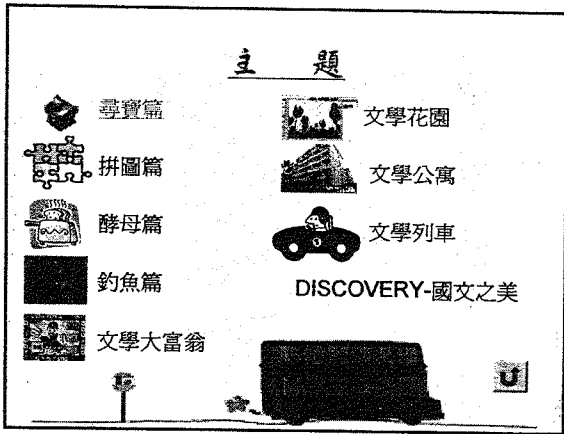 主 題
尋寶篇
拼圖篇
酵母篇
釣魚篇
文學大富翁
文學花園
文學公寓
文學列車
DISCOVERY-國文之美